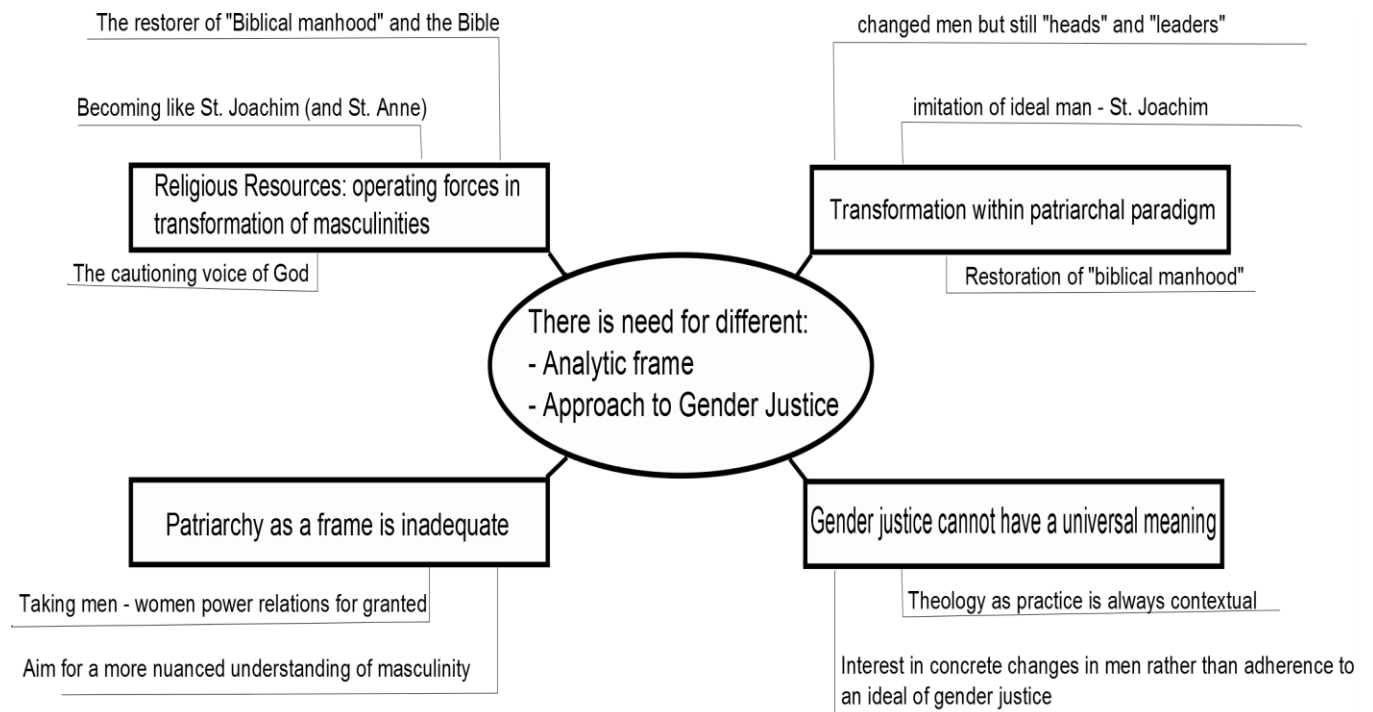 The restorer of "Biblical manhood" and the Bible
Becoming like St. Joachim (and St. Anne)
Religious Resources: operating forces in
transformation of masculinities
The cautioning voice of God
changed men but still "heads" and "leaders"
imitation of ideal man - St. Joachim
Transformation within patriarchal paradigm
Restoration of "biblical manhood"
There is need for different:
- Analytic frame
- Approach to Gender Justice
Patriarchy as a frame is inadequate
Taking men - women power relations for granted
Aim for a more nuanced understanding of masculinity
Gender justice cannot have a universal meaning
Theology as practice is always contextual
Interest in concrete changes in men rather than adherence to
an ideal of gender justice